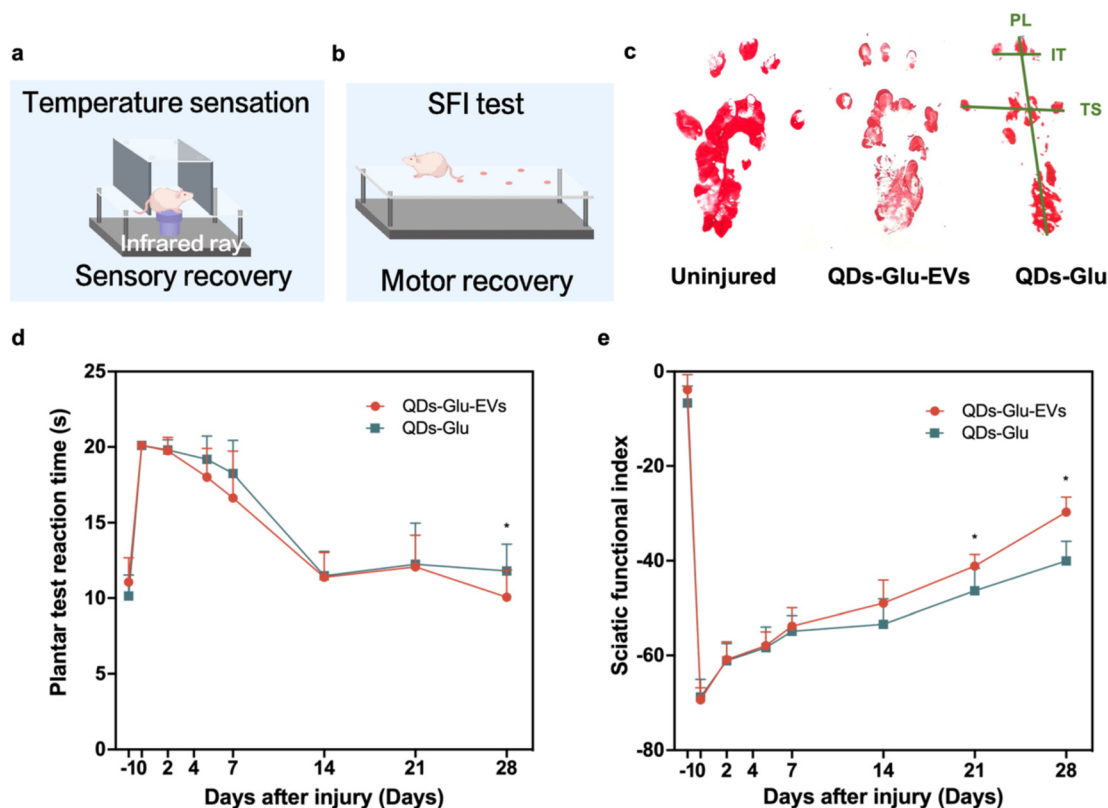 a
Temperature sensation
Infrared ray
Sensory recovery
b
SFI test
Motor recovery
c
PL
IT
TS
Uninjured
QDs-Glu-EVs
QDs-Glu
d
Plantar test reaction time (s)
25
20
15
10
5
0
QDs-Glu-EVs
QDs-Glu
*
-10 2 4 7 14 21 28
Days after injury (Days)
e
Sciatic functional index
0
-20
-40
-60
-80
QDs-Glu-EVs
QDs-Glu
*
*
-10 2 4 7 14 21 28
Days after injury (Days)